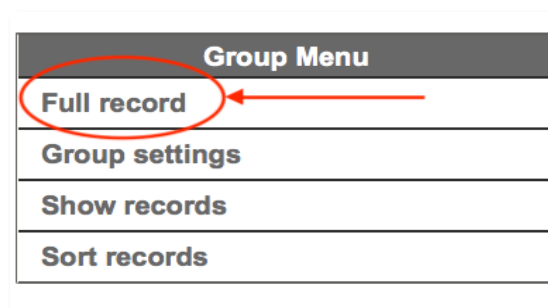 Group Menu
Full record
Group settings
Show records
Sort records